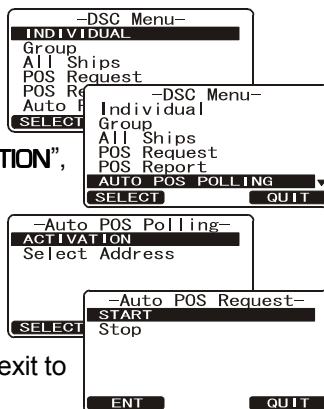 -DSC Menu-
INDIVIDUAL
Group
All Ships
POS Request
POS Re
Auto
SELECT
-DSC Menu-
Individual
Group
All Ships
POS Request
POS Report
AUTO POS POLLING
SELECT QUIT
TION”,
-Auto POS Polling-
ACTIVATION
Select Address
SELECT
-Auto POS Request-
START
Stop
ENT QUIT
exit to